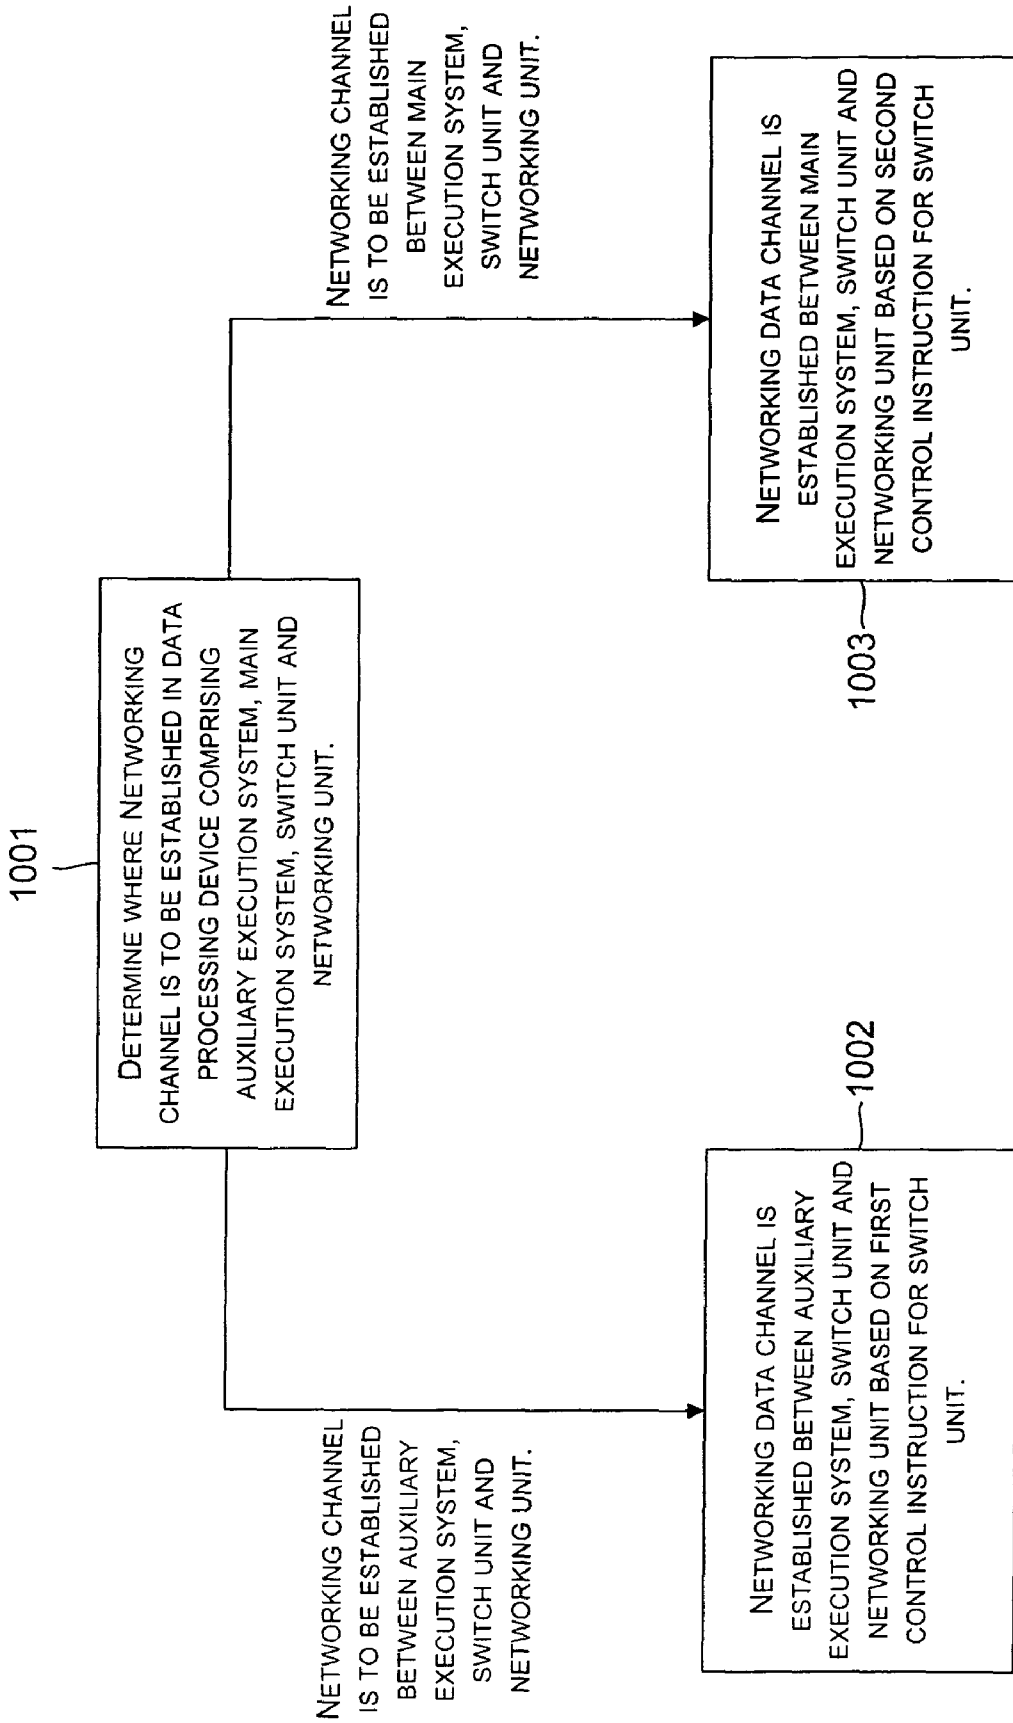 1001
DETERMINE WHERE NETWORKING
CHANNEL IS TO BE ESTABLISHED IN DATA
PROCESSING DEVICE COMPRISING
AUXILIARY EXECUTION SYSTEM, MAIN
EXECUTION SYSTEM, SWITCH UNIT AND
NETWORKING UNIT.
NETWORKING CHANNEL
IS TO BE ESTABLISHED
BETWEEN AUXILIARY
EXECUTION SYSTEM,
SWITCH UNIT AND
NETWORKING UNIT.
NETWORKING CHANNEL
IS TO BE ESTABLISHED
BETWEEN MAIN
EXECUTION SYSTEM,
SWITCH UNIT AND
NETWORKING UNIT.
NETWORKING DATA CHANNEL IS
ESTABLISHED BETWEEN AUXILIARY
EXECUTION SYSTEM, SWITCH UNIT AND
NETWORKING UNIT BASED ON FIRST
CONTROL INSTRUCTION FOR SWITCH
UNIT.
1002
NETWORKING DATA CHANNEL IS
ESTABLISHED BETWEEN MAIN
EXECUTION SYSTEM, SWITCH UNIT AND
NETWORKING UNIT BASED ON SECOND
CONTROL INSTRUCTION FOR SWITCH
UNIT.
1003